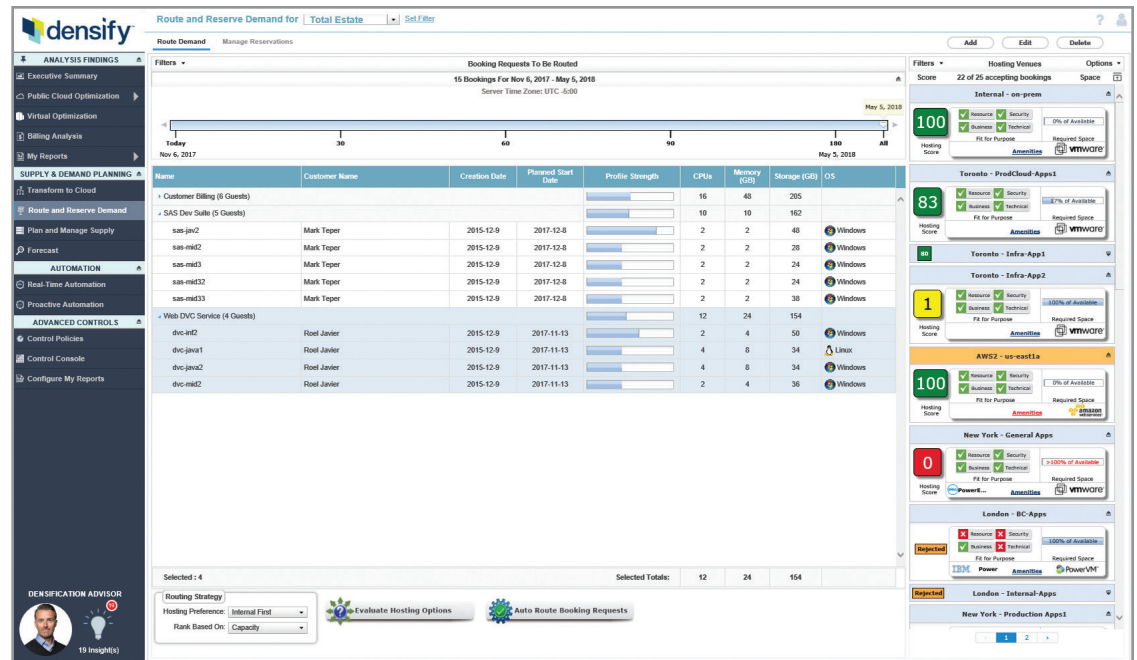 densify
Route and Reserve Demand for Total Estate Set Filter
?
Route Demand Manage Reservations
Add Edit Delete
ANALYSIS FINDINGS
Executive Summary
Public Cloud Optimization
Virtual Optimization
Billing Analysis
My Reports
SUPPLY & DEMAND PLANNING
Transform to Cloud
Route and Reserve Demand
Plan and Manage Supply
Forecast
AUTOMATION
Real-Time Automation
Proactive Automation
ADVANCED CONTROLS
Control Policies
Control Console
Configure My Reports
DENSIFICATION ADVISOR
19
19 Insight(s)
Filters Booking Requests To Be Routed
15 Bookings For Nov 6, 2017 - May 5, 2018
Server Time Zone: UTC -5:00
May 5, 2018
Today 30 60 90 180 All
Nov 6, 2017 May 5, 2018
Name Customer Name Creation Date Planned Start Date Profile Strength CPUs Memory (GB) Storage (GB) OS
Customer Billing (6 Guests) 16 48 205
SAS Dev Suite (5 Guests) 10 10 162
sas-jav2 Mark Teper 2015-12-9 2017-12-8 2 2 48 Windows
sas-mid2 Mark Teper 2015-12-9 2017-12-8 2 2 28 Windows
sas-mid3 Mark Teper 2015-12-9 2017-12-8 2 2 24 Windows
sas-mid32 Mark Teper 2015-12-9 2017-12-8 2 2 24 Windows
sas-mid33 Mark Teper 2015-12-9 2017-12-8 2 2 38 Windows
Web DVC Service (4 Guests) 12 24 154
dvc-inf2 Roel Javier 2015-12-9 2017-11-13 2 4 50 Windows
dvc-java1 Roel Javier 2015-12-9 2017-11-13 4 8 34 Linux
dvc-java2 Roel Javier 2015-12-9 2017-11-13 4 8 34 Windows
dvc-mid2 Roel Javier 2015-12-9 2017-11-13 2 4 36 Windows
Selected : 4 Selected Totals: 12 24 154
Routing Strategy
Hosting Preference: Internal First
Rank Based On: Capacity
Evaluate Hosting Options
Auto Route Booking Requests
Filters Hosting Venues Options
Score 22 of 25 accepting bookings Space
Internal - on-prem
100 Resource Security
Business Technical 0% of Available
Hosting Score Fit for Purpose Required Space
Amenities vmware
Toronto - ProdCloud-Apps1
83 Resource Security
Business Technical 17% of Available
Hosting Score Fit for Purpose Required Space
Amenities vmware
80 Toronto - Infra-App1
Toronto - Infra-App2
1 Resource Security
Business Technical 100% of Available
Hosting Score Fit for Purpose Required Space
Amenities vmware
AWS2 - us-east1a
100 Resource Security
Business Technical 0% of Available
Hosting Score Fit for Purpose Required Space
Amenities amazon webservices
New York - General Apps
0 Resource Security
Business Technical >100% of Available
Hosting Score Fit for Purpose Required Space
PowerE... Amenities vmware
London - BC-Apps
Rejected Resource Security
Business Technical 100% of Available
Fit for Purpose Required Space
IBM Power Amenities PowerVM
Rejected London - Internal-Apps
New York - Production Apps1
1 2